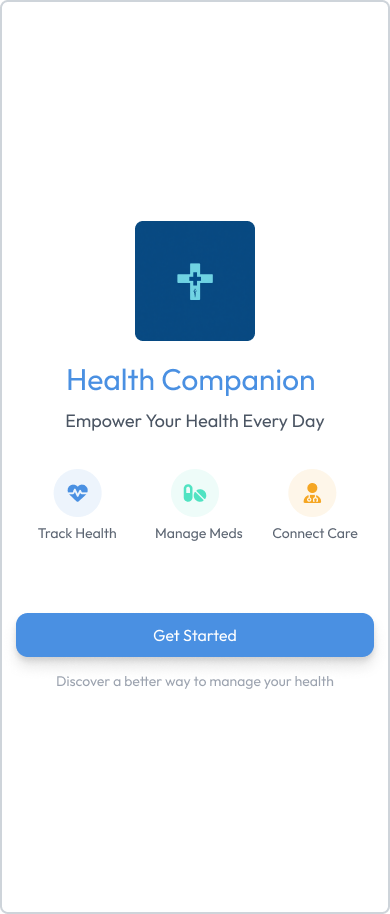 Health Companion
Empower Your Health Every Day
Track Health
Manage Meds
Connect Care
Get Started
Discover a better way to manage your health